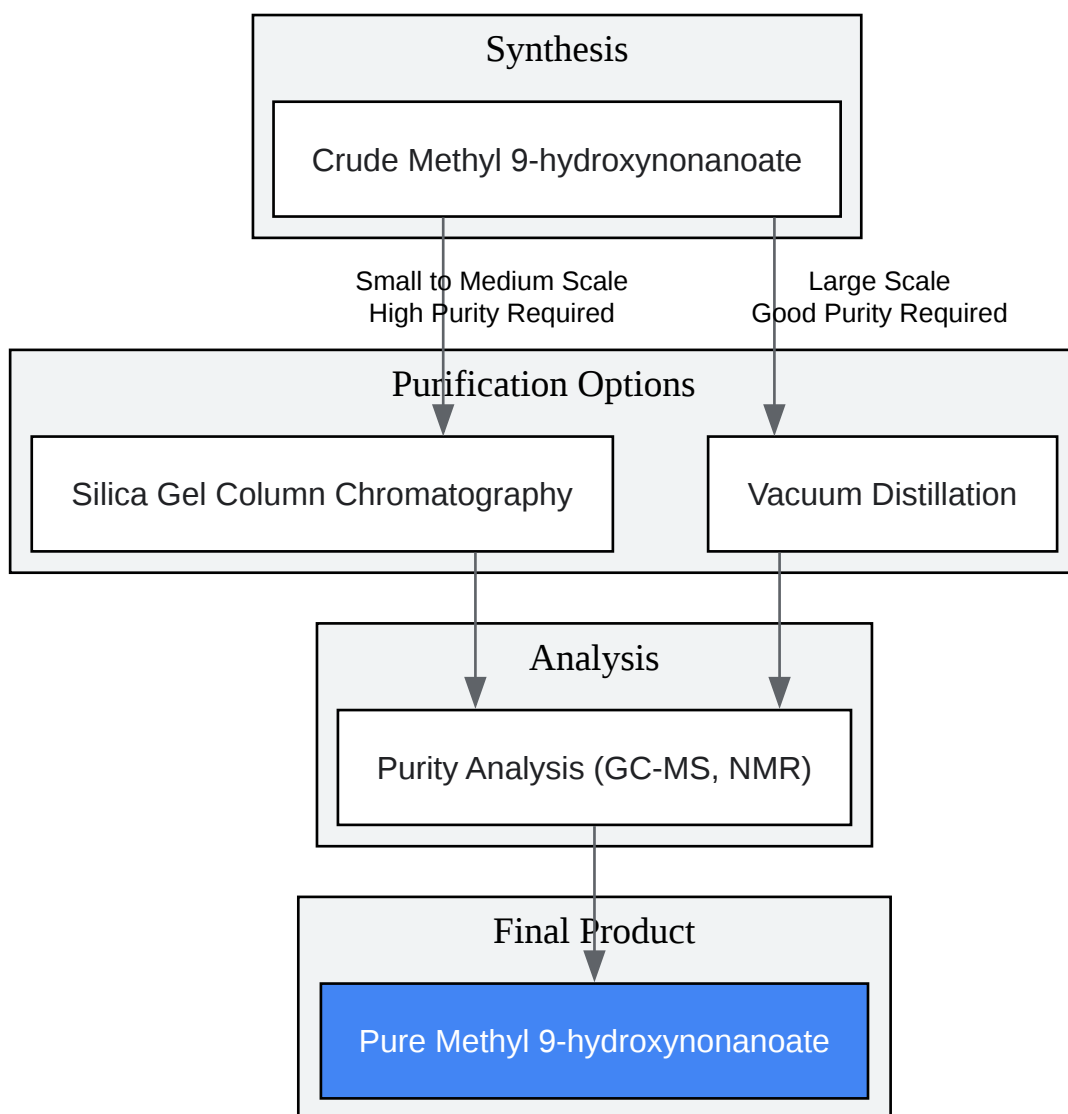 Synthesis
Crude Methyl 9-hydroxynonanoate
Small to Medium Scale
High Purity Required
Large Scale
Good Purity Required
Purification Options
Silica Gel Column Chromatography
Vacuum Distillation
Analysis
Purity Analysis (GC-MS, NMR)
Final Product
Pure Methyl 9-hydroxynonanoate